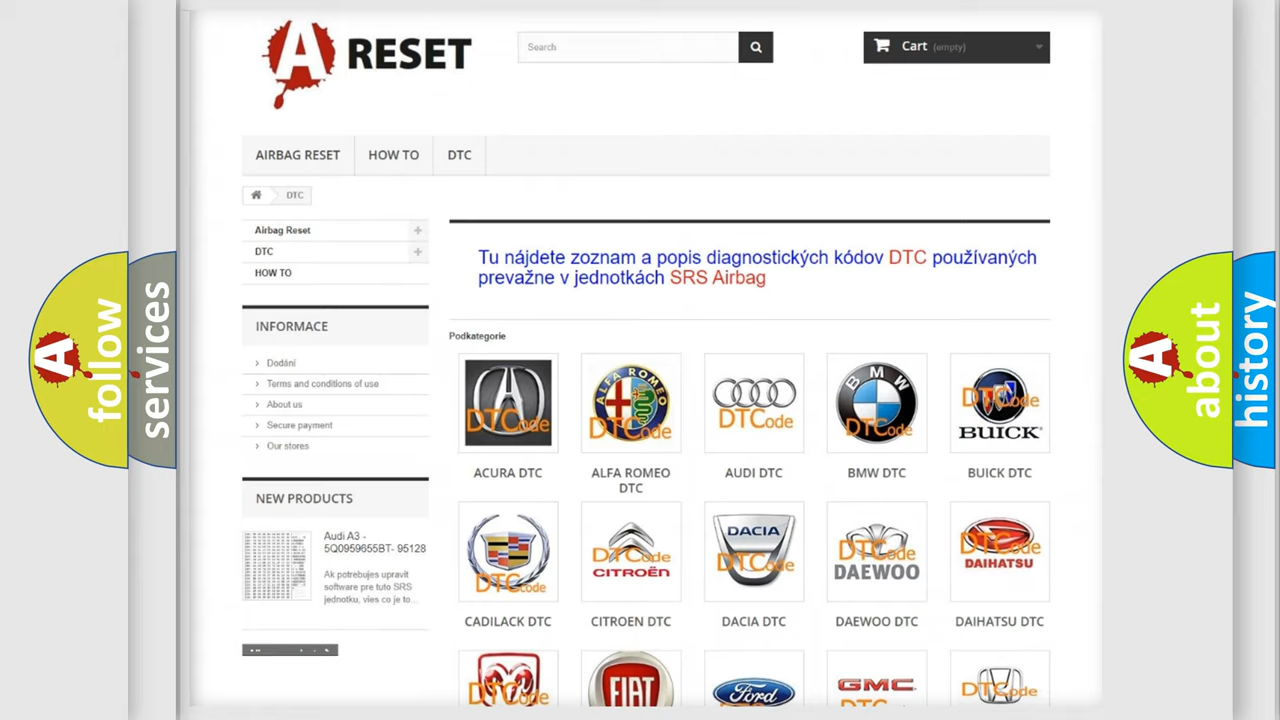 A RESET
Search
Cart (empty)
AIRBAG RESET
HOW TO
DTC
DTC
Airbag Reset
DTC
HOW TO
INFORMACE
Dodání
Terms and conditions of use
About us
Secure payment
Our stores
NEW PRODUCTS
Audi A3 -
5Q0959655BT- 95128
Ak potrebujes upravit
software pre tuto SRS
jednotku, vies co je to...
Tu nájdete zoznam a popis diagnostických kódov DTC používaných
prevažne v jednotkách SRS Airbag
Podkategorie
DTCode
ALFA ROMEO
DTCode
DTCode
BMW
DTCode
DTCode
BUICK
ACURA DTC
ALFA ROMEO
DTC
AUDI DTC
BMW DTC
BUICK DTC
DTCode
DTCode
CITROËN
DACIA
DTCode
DTCode
DAEWOO
DTCode
DAIHATSU
CADILACK DTC
CITROEN DTC
DACIA DTC
DAEWOO DTC
DAIHATSU DTC
DTCode
FIAT
Ford
GMC
DTCode
A follow
services
A about
history